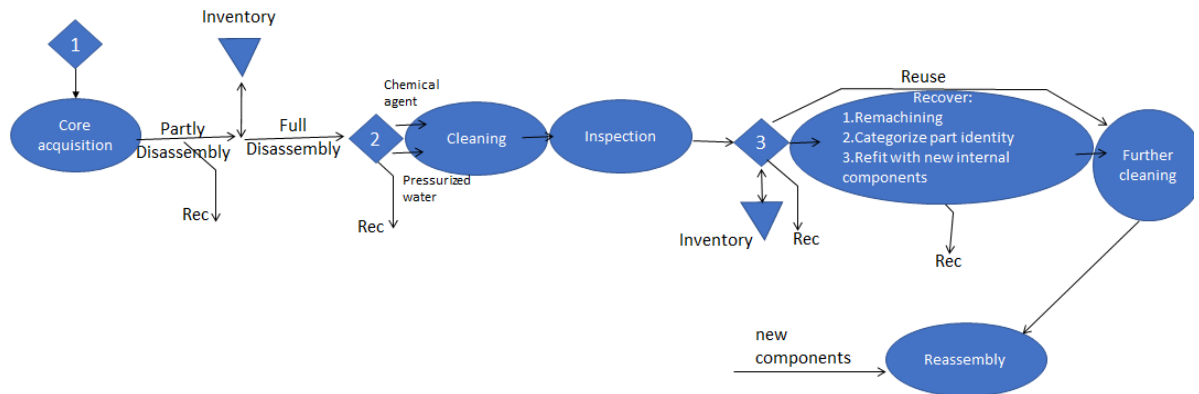 Inventory
1
Core
acquisition
Partly
Disassembly
Full
Disassembly
Rec
2
Chemical
agent
Pressurized
water
Rec
Cleaning
Inspection
3
Inventory
Rec
Reuse
Recover:
1.Remachining
2.Categorize part identity
3.Refit with new internal
components
Rec
Further
cleaning
new
components
Reassembly